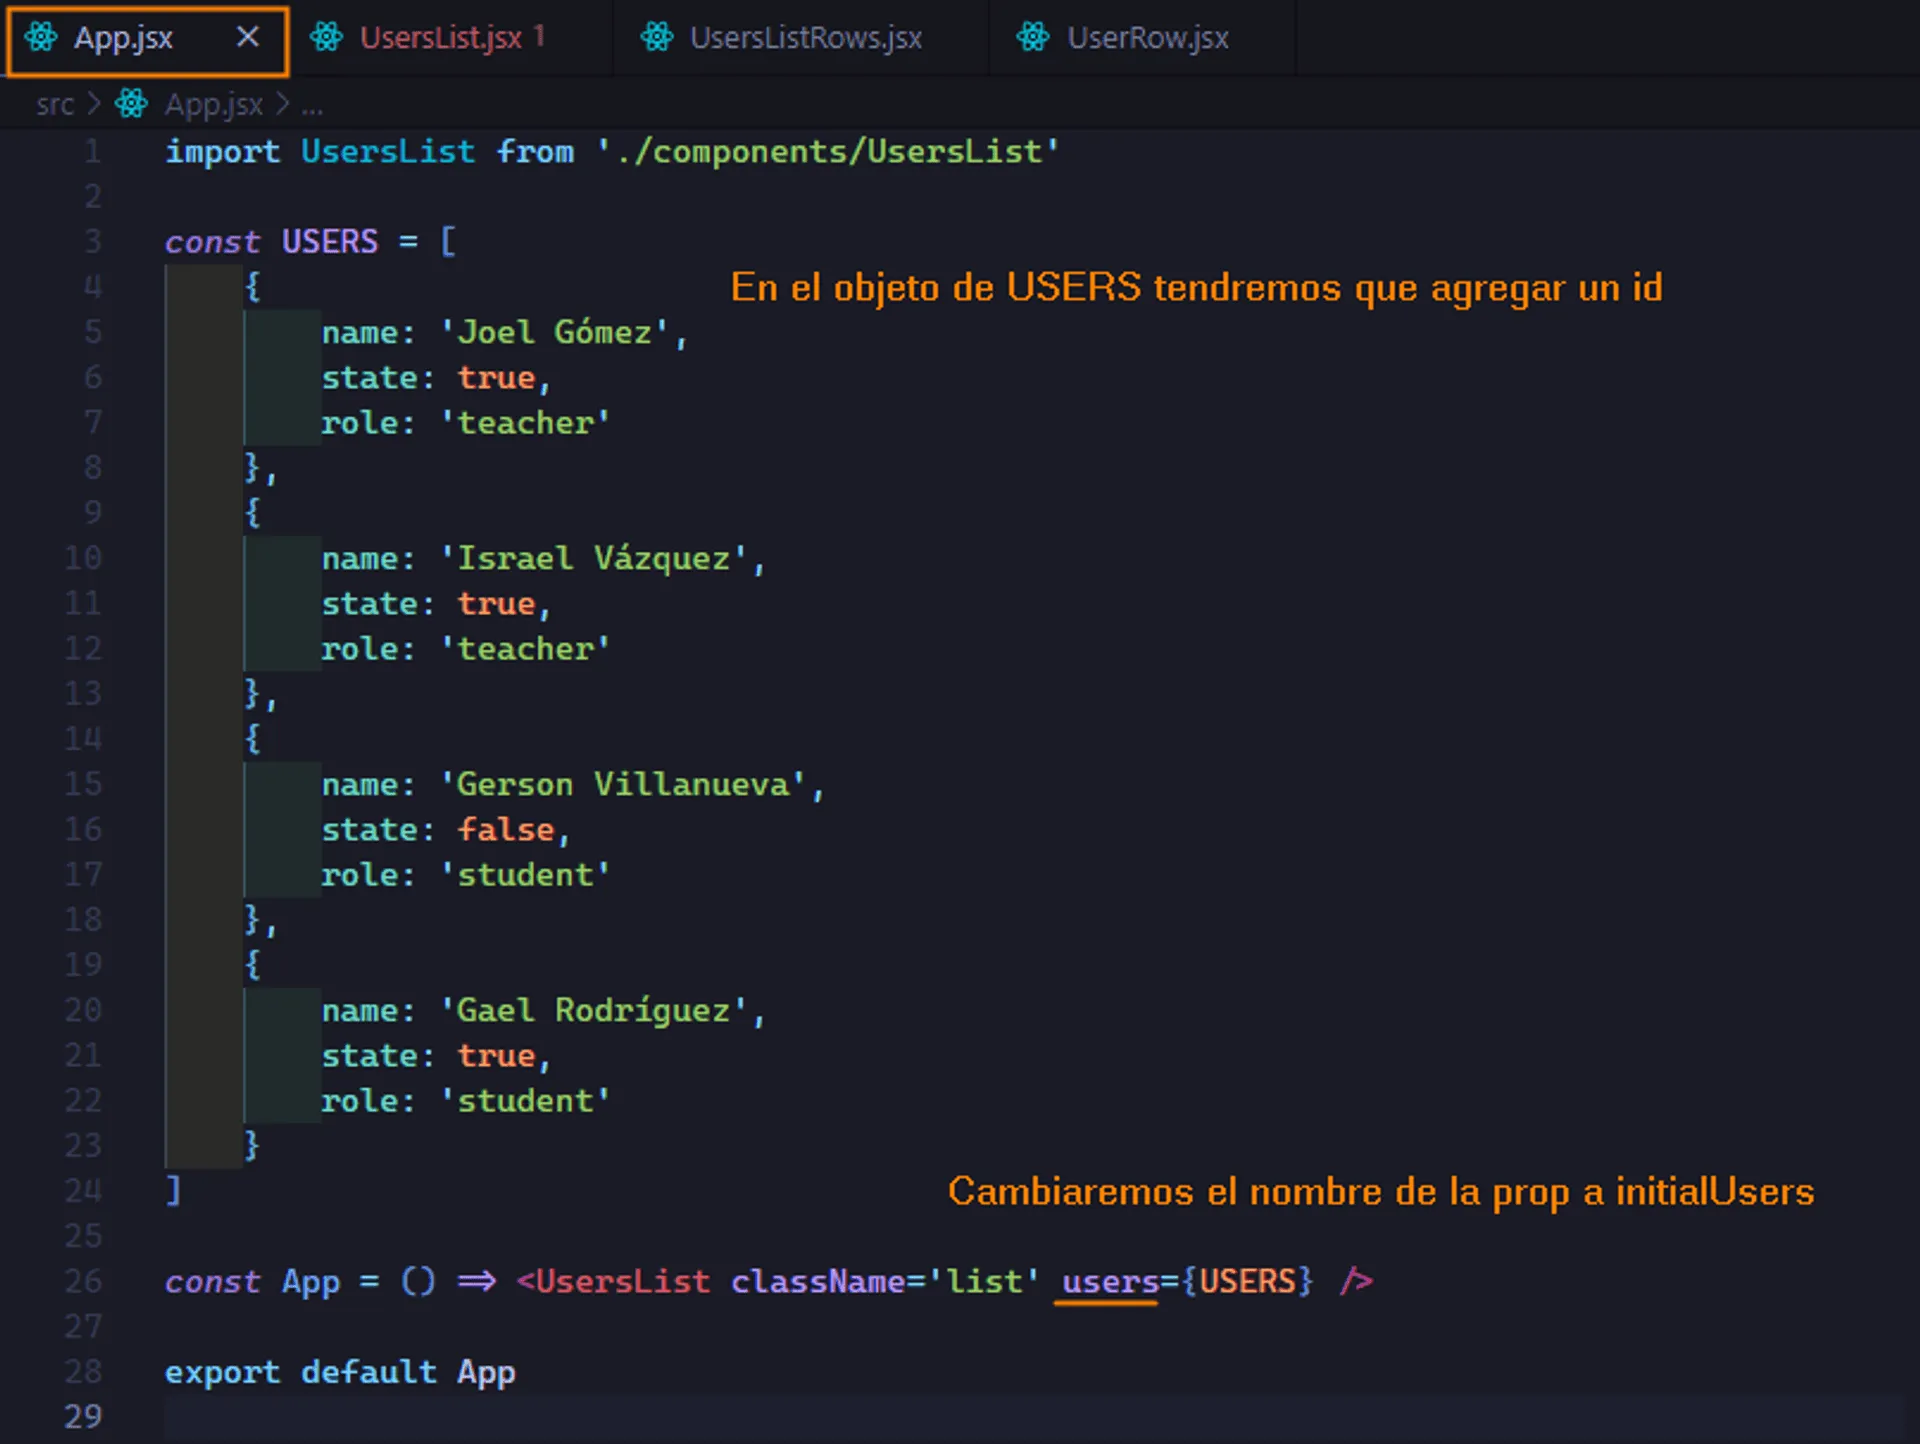 App.jsx ✕ UsersList.jsx 1 UsersListRows.jsx UserRow.jsx
src > App.jsx > ...
1 import UsersList from './components/UsersList'
2
3 const USERS = [
4 { En el objeto de USERS tendremos que agregar un id
5 name: 'Joel Gómez',
6 state: true,
7 role: 'teacher'
8 },
9 {
10 name: 'Israel Vázquez',
11 state: true,
12 role: 'teacher'
13 },
14 {
15 name: 'Gerson Villanueva',
16 state: false,
17 role: 'student'
18 },
19 {
20 name: 'Gael Rodríguez',
21 state: true,
22 role: 'student'
23 }
24 ] Cambiaremos el nombre de la prop a initialUsers
25
26 const App = () => <UsersList className='list' users={USERS} />
27
28 export default App
29